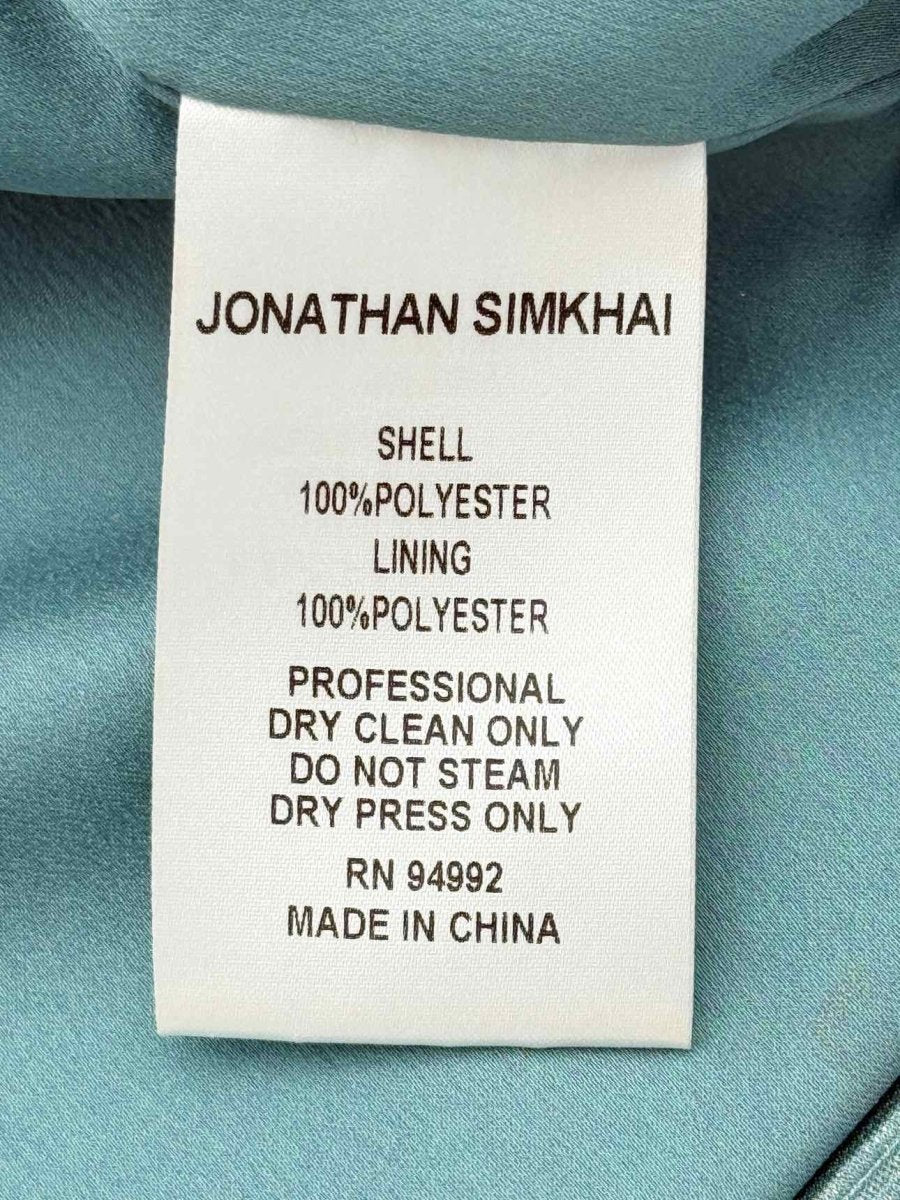 JONATHAN SIMKHAI
SHELL
100%POLYESTER
LINING
100%POLYESTER
PROFESSIONAL
DRY CLEAN ONLY
DO NOT STEAM
DRY PRESS ONLY
RN 94992
MADE IN CHINA